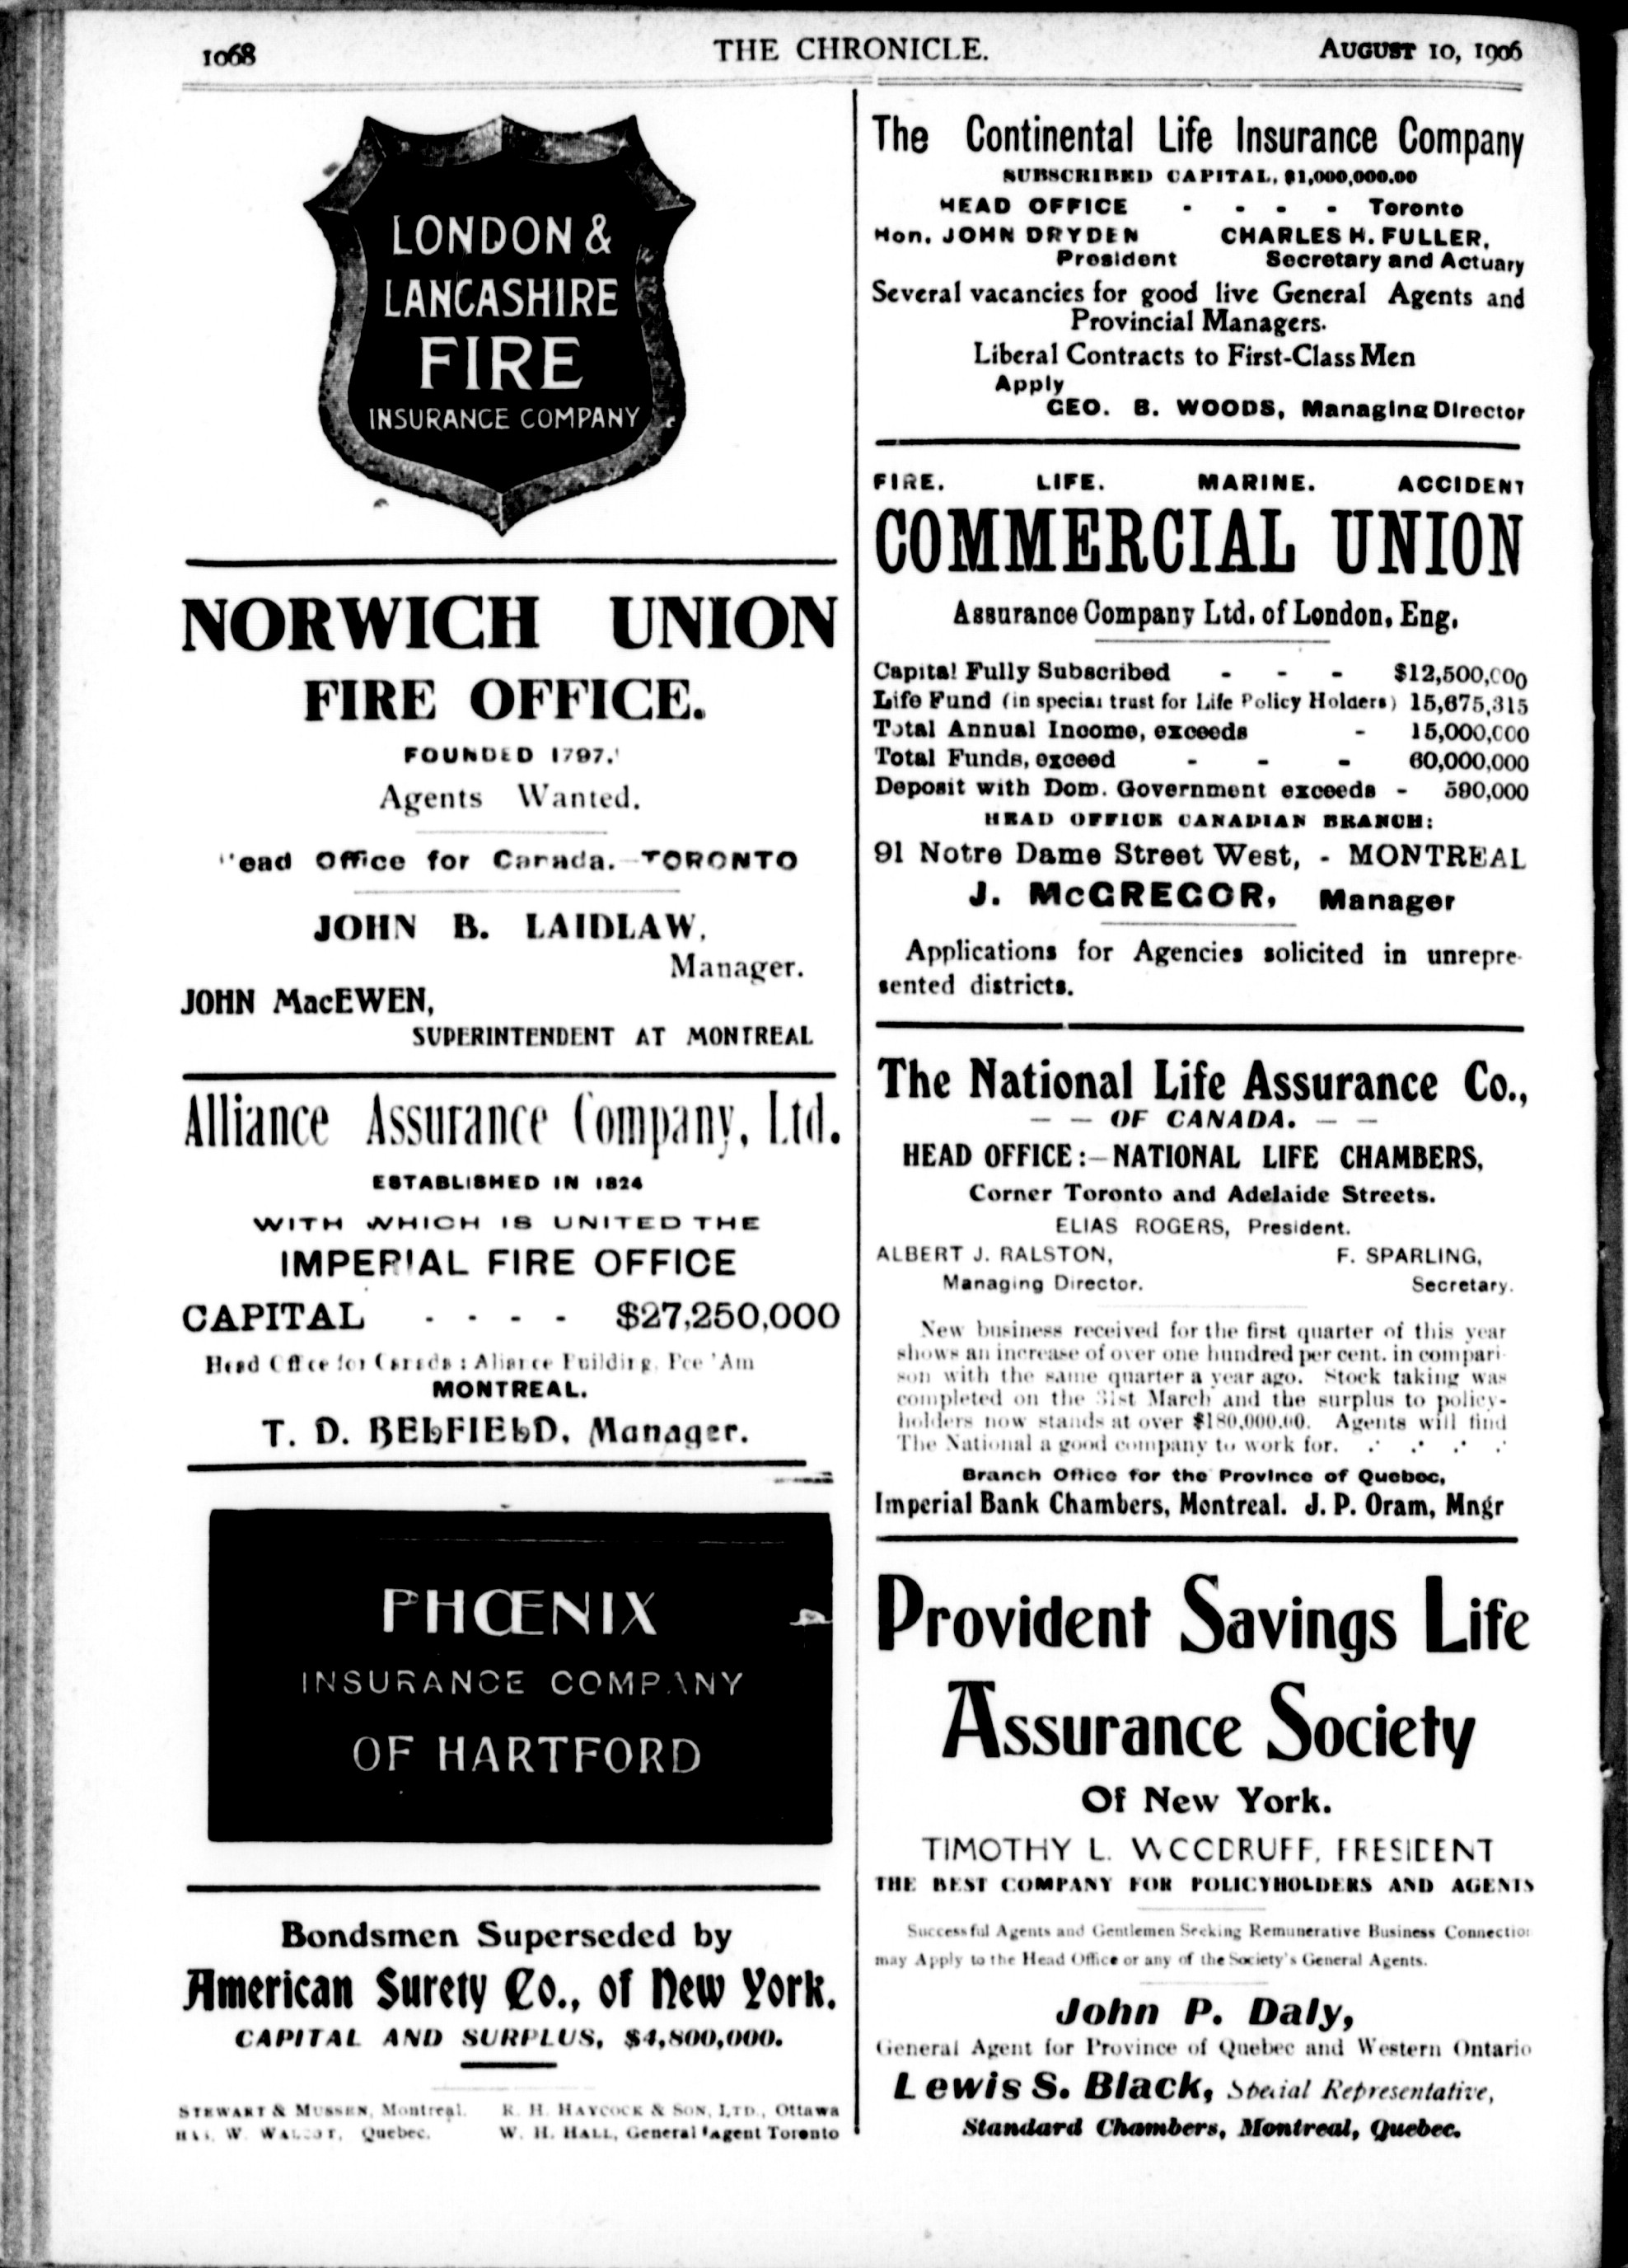 1068
THE CHRONICLE.
AUGUST 10, 1906
LONDON &
LANCASHIRE
FIRE
INSURANCE COMPANY
NORWICH UNION
FIRE OFFICE.
FOUNDED 1797.
Agents Wanted.
Head Office for Canada.—TORONTO
JOHN B. LAIDLAW,
Manager.
JOHN MacEWEN,
SUPERINTENDENT AT MONTREAL
Alliance Assurance Company, Ltd.
ESTABLISHED IN 1824
WITH WHICH IS UNITED THE
IMPERIAL FIRE OFFICE
CAPITAL - - - - $27,250,000
Head Office for Canada : Alliance Building,
MONTREAL.
T. D. BELFIELD, Manager.
PHŒNIX
INSURANCE COMPANY
OF HARTFORD
Bondsmen Superseded by
American Surety Co., of New York.
CAPITAL AND SURPLUS, $4,800,000.
STEWART & MUSSEN, Montreal. R. H. HAYCOCK & SON, LTD., Ottawa
W. Quebec. W. H. HALL, General Agent Toronto
The Continental Life Insurance Company
SUBSCRIBED CAPITAL, $1,000,000.00
HEAD OFFICE - - - - Toronto
Hon. JOHN DRYDEN CHARLES H. FULLER,
President Secretary and Actuary
Several vacancies for good live General Agents and
Provincial Managers.
Liberal Contracts to First-Class Men
Apply
GEO. B. WOODS, Managing Director
FIRE. LIFE. MARINE. ACCIDENT
COMMERCIAL UNION
Assurance Company Ltd. of London, Eng.
Capital Fully Subscribed - - - $12,500,000
Life Fund (in special trust for Life Policy Holders) 15,675,315
Total Annual Income, exceeds - 15,000,000
Total Funds, exceed - - - 60,000,000
Deposit with Dom. Government exceeds - 590,000
HEAD OFFICE CANADIAN BRANCH:
91 Notre Dame Street West, - MONTREAL
J. McGREGOR, Manager
Applications for Agencies solicited in unrepre-
sented districts.
The National Life Assurance Co.,
— — OF CANADA. — —
HEAD OFFICE:—NATIONAL LIFE CHAMBERS,
Corner Toronto and Adelaide Streets.
ELIAS ROGERS, President.
ALBERT J. RALSTON, F. SPARLING,
Managing Director. Secretary.
New business received for the first quarter of this year
shows an increase of over one hundred per cent. in compari
son with the same quarter a year ago. Stock taking was
completed on the 31st March and the surplus to policy-
holders now stands at over $180,000.00. Agents will find
The National a good company to work for.
Branch Office for the Province of Quebec,
Imperial Bank Chambers, Montreal. J. P. Oram, Mngr
Provident Savings Life
Assurance Society
Of New York.
TIMOTHY L. WOODRUFF, PRESIDENT
THE BEST COMPANY FOR POLICYHOLDERS AND AGENTS
Successful Agents and Gentlemen Seeking Remunerative Business Connection
may Apply to the Head Office or any of the Society's General Agents.
John P. Daly,
General Agent for Province of Quebec and Western Ontario
Lewis S. Black, Special Representative,
Standard Chambers, Montreal, Quebec.